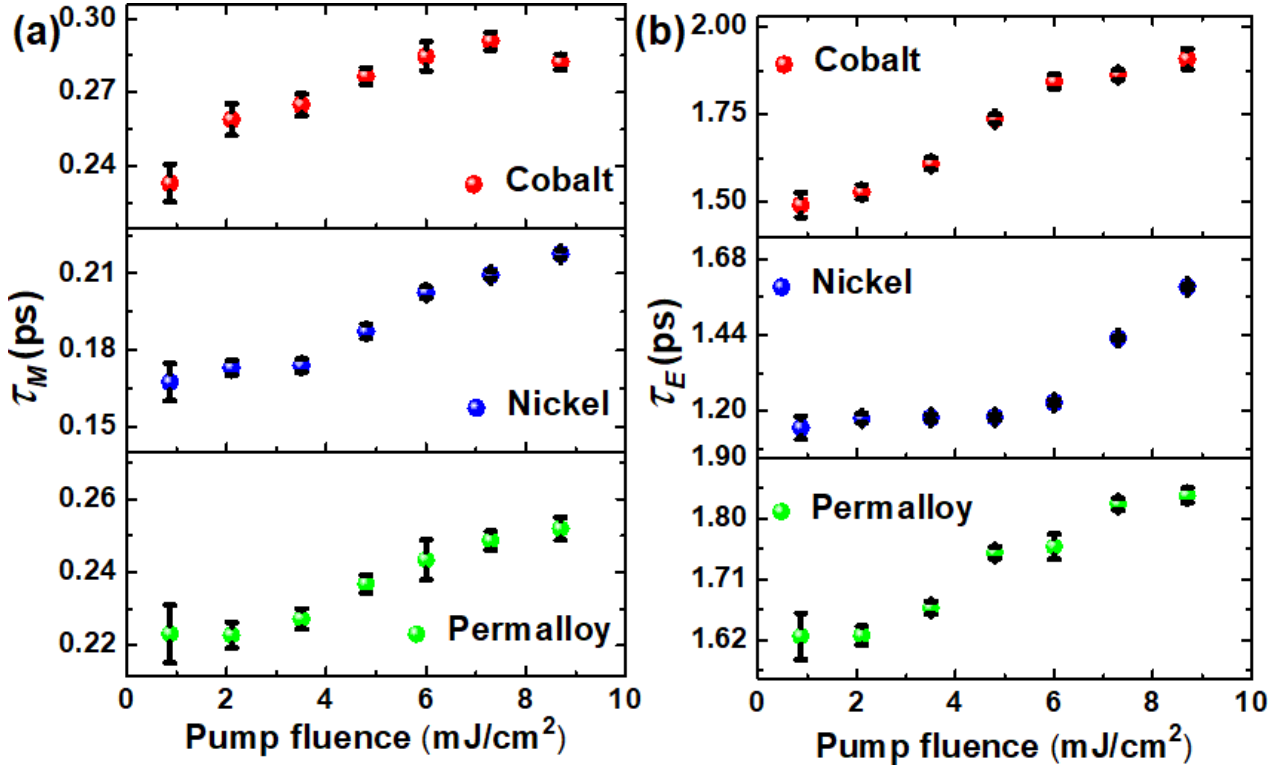 (a)
τM (ps)
0.30
0.27
0.24
Cobalt
0.21
0.18
0.15
Nickel
0.26
0.24
0.22
Permalloy
0 2 4 6 8 10
Pump fluence (mJ/cm²)
(b)
τE (ps)
2.00
1.75
1.50
Cobalt
1.68
1.44
1.20
Nickel
1.90
1.90
1.80
1.71
1.62
Permalloy
0 2 4 6 8 10
Pump fluence (mJ/cm²)